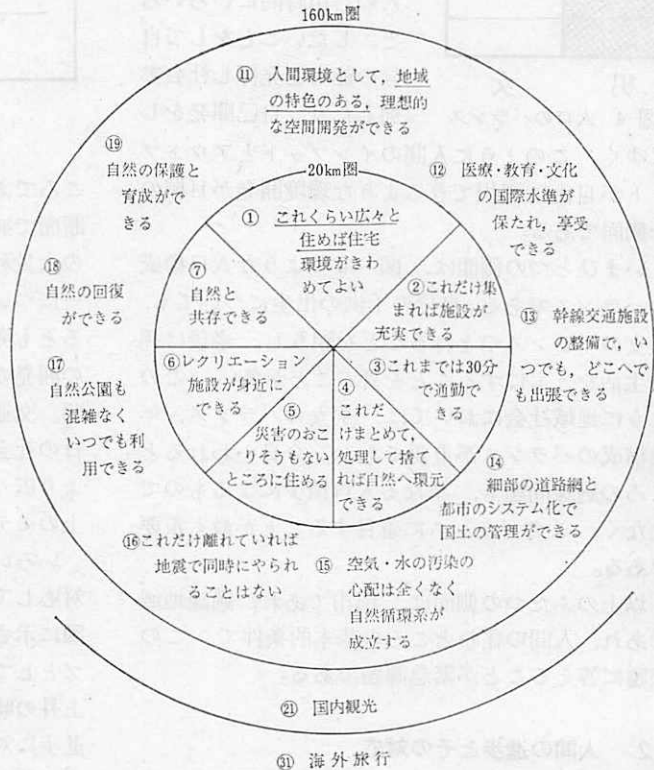 160km圏
⑪ 人間環境として，地域
の特色のある，理想的
な空間開発ができる
⑲
自然の保護と
育成がで
きる
20km圏
⑫ 医療・教育・文化
の国際水準が
保たれ，享受
できる
① これくらい広々と
住めば住宅
環境がきわ
めてよい
⑱
自然の回復
ができる
⑦
自然と
共存できる
②これだけ集
まれば施設が
充実できる
⑬ 幹線交通施設
の整備で，い
つでも，どこへで
も出張できる
⑰
自然公園も
混雑なく
いつでも利
用できる
⑥レクリエーション
施設が身近に
できる
③これまでは30分
で通勤で
きる
⑤
災害のおこ
りそうもない
ところに住める
④
これだ
けまとめて，
処理して捨て
れば自然へ還元
できる
⑭
細部の道路網と
都市のシステム化で
国土の管理ができる
⑯これだけ離れていれば
地震で同時にやられ
ることはない
⑮ 空気・水の汚染の
心配は全くなく
自然循環系が
成立する
㉑ 国内観光
㉛ 海外旅行